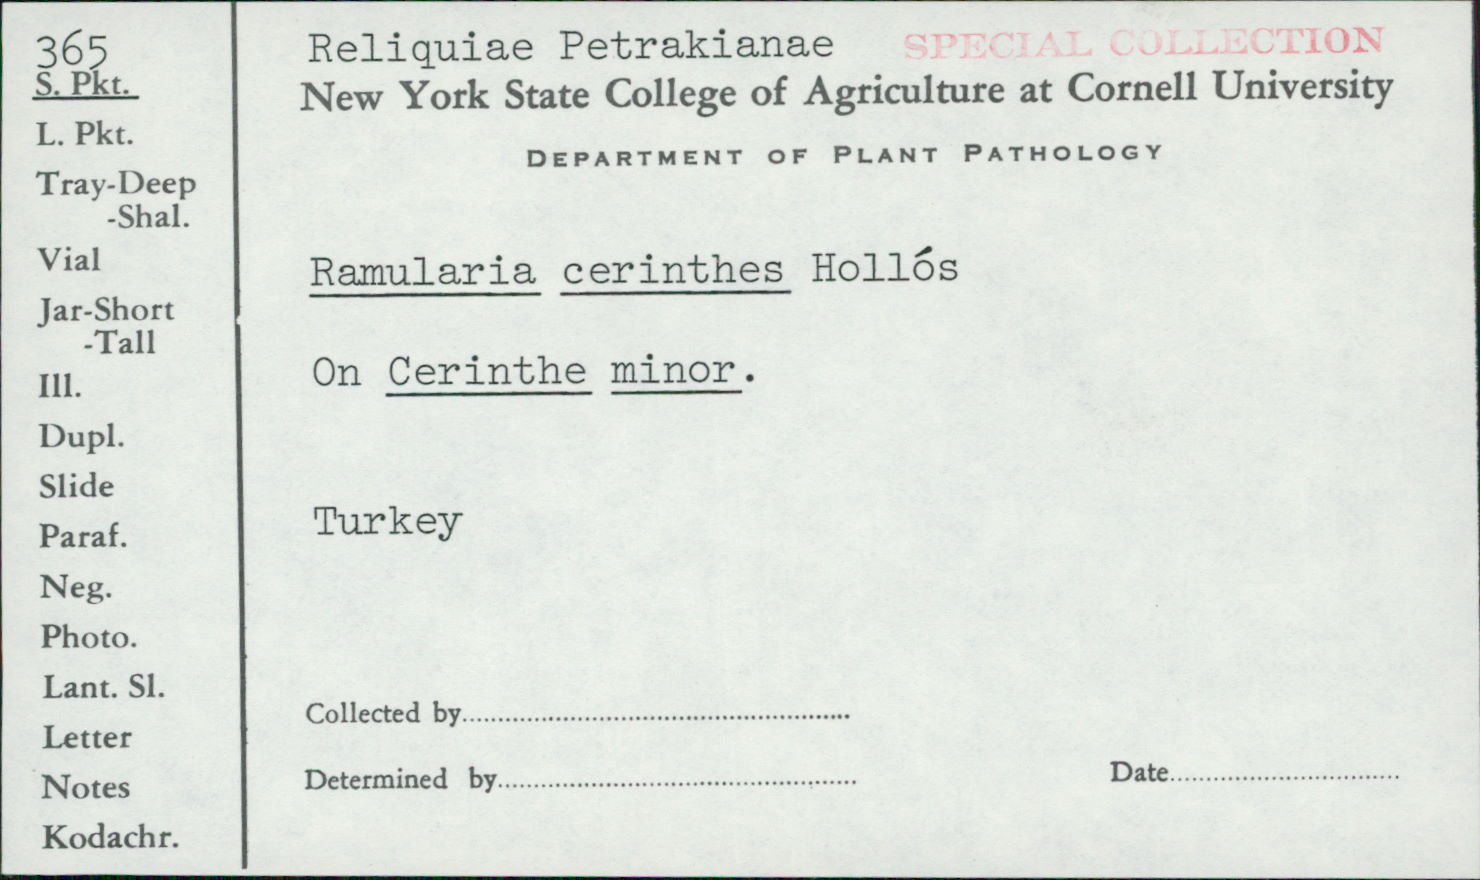 365
S. Pkt.
L. Pkt.
Tray-Deep
-Shal.
Vial
Jar-Short
-Tall
Ill.
Dupl.
Slide
Paraf.
Neg.
Photo.
Lant. Sl.
Letter
Notes
Kodachr.
Reliquiae Petrakianae SPECIAL COLLECTION
New York State College of Agriculture at Cornell University
DEPARTMENT OF PLANT PATHOLOGY
Ramularia cerinthes Hollós
On Cerinthe minor.
Turkey
Collected by
Determined by
Date